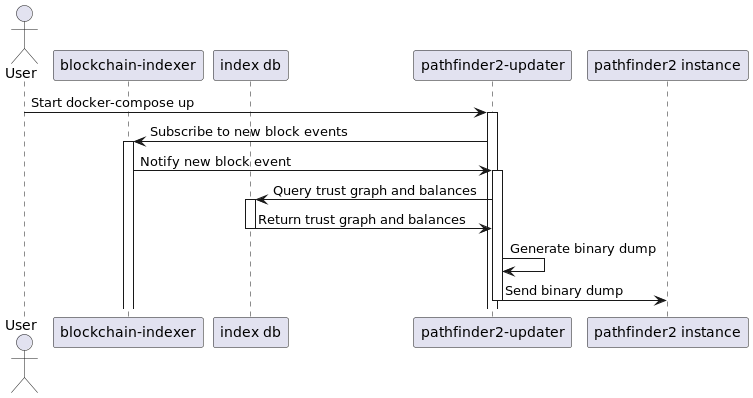 User
blockchain-indexer
index db
pathfinder2-updater
pathfinder2 instance
Start docker-compose up
Subscribe to new block events
Notify new block event
Query trust graph and balances
Return trust graph and balances
Generate binary dump
Send binary dump
User
blockchain-indexer
index db
pathfinder2-updater
pathfinder2 instance